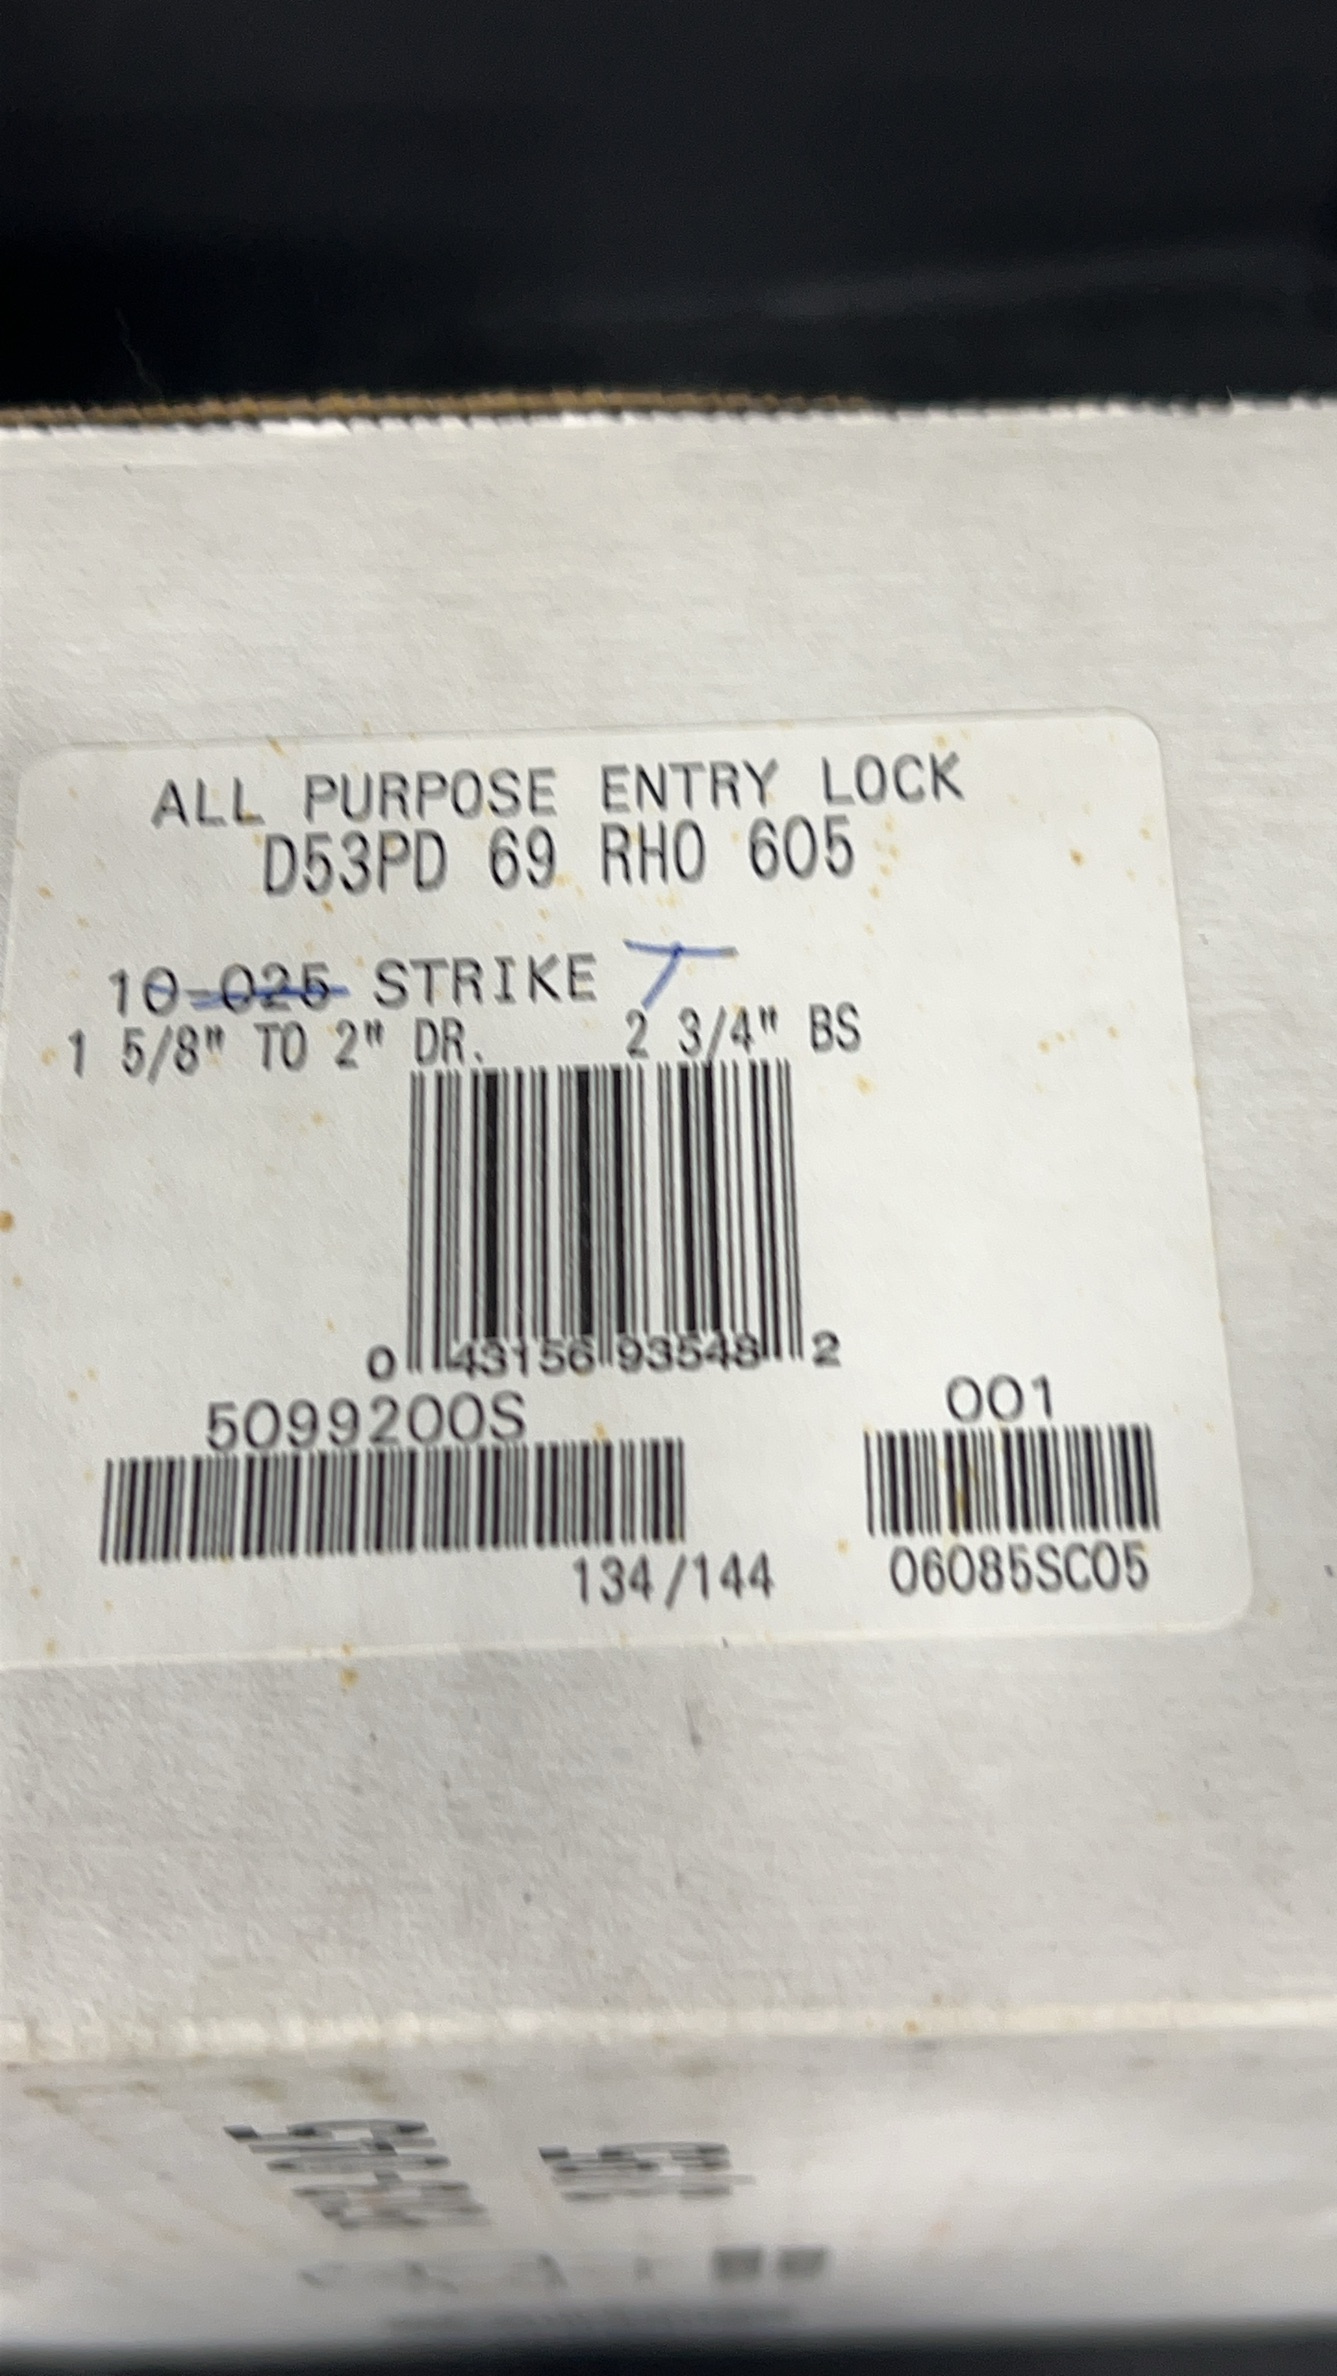 ALL PURPOSE ENTRY LOCK
D53PD 69 RHO 605
10-025 STRIKE T
1 5/8" TO 2" DR. 2 3/4" BS
0 43156 93548 2
5099200S
001
134/144
06085SC05